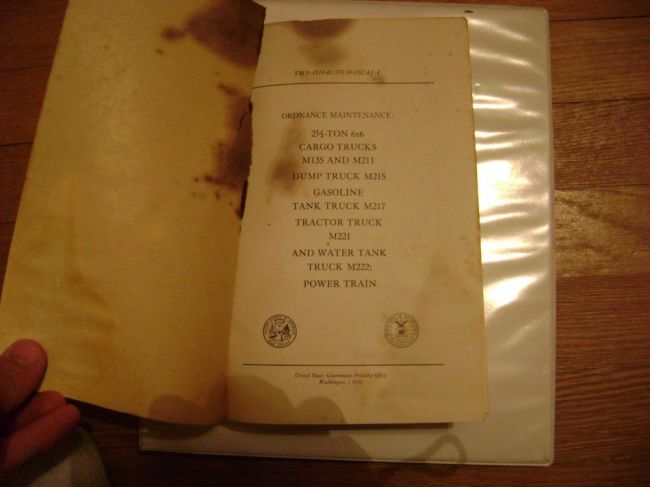 ORDNANCE MAINTENANCE:
2½-TON 6x6
CARGO TRUCKS
M135 AND M211
DUMP TRUCK M215
GASOLINE
TANK TRUCK M217
TRACTOR TRUCK
M221
AND WATER TANK
TRUCK M222:
POWER TRAIN
United States Government Printing Office
Washington -